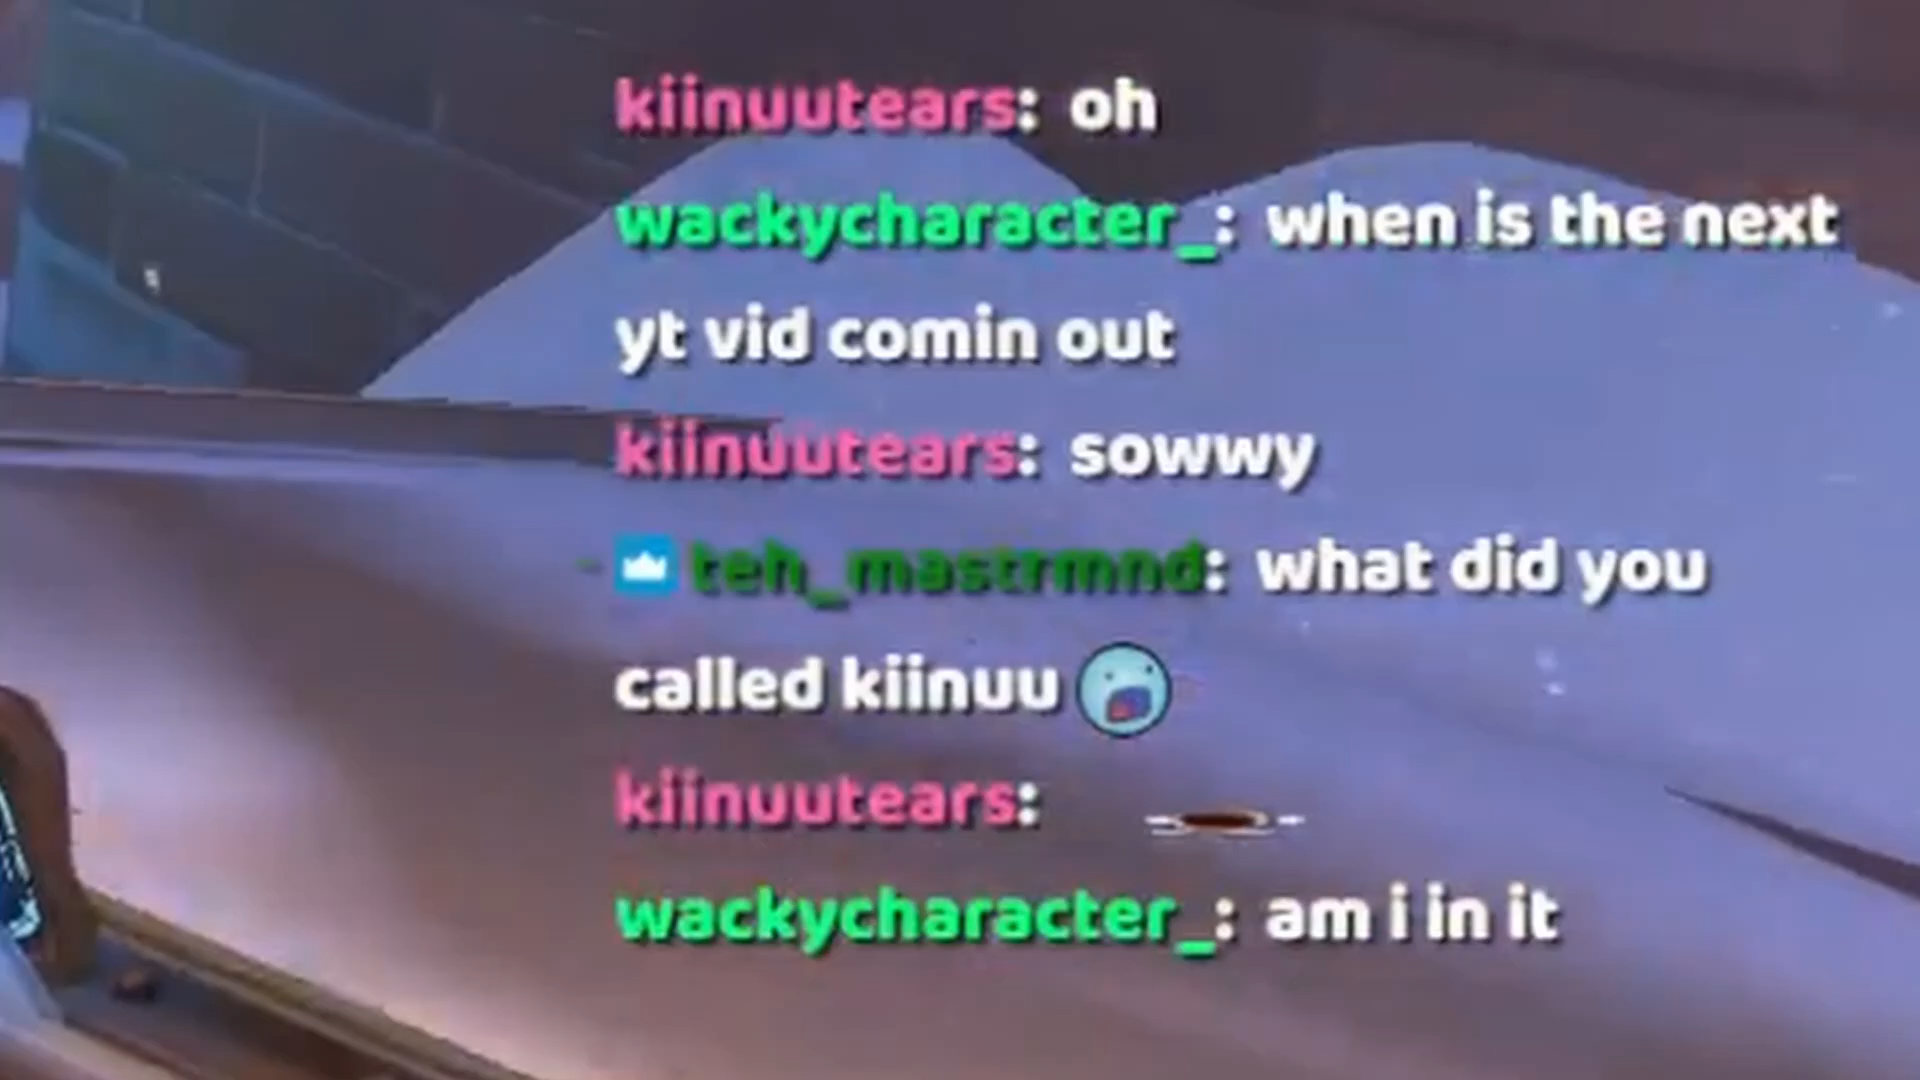 kiinuutears: oh
wackycharacter_: when is the next
yt vid comin out
kiinuutears: sowwy
teh_mastrmnd: what did you
called kiinuu
kiinuutears:
wackycharacter_: am i in it